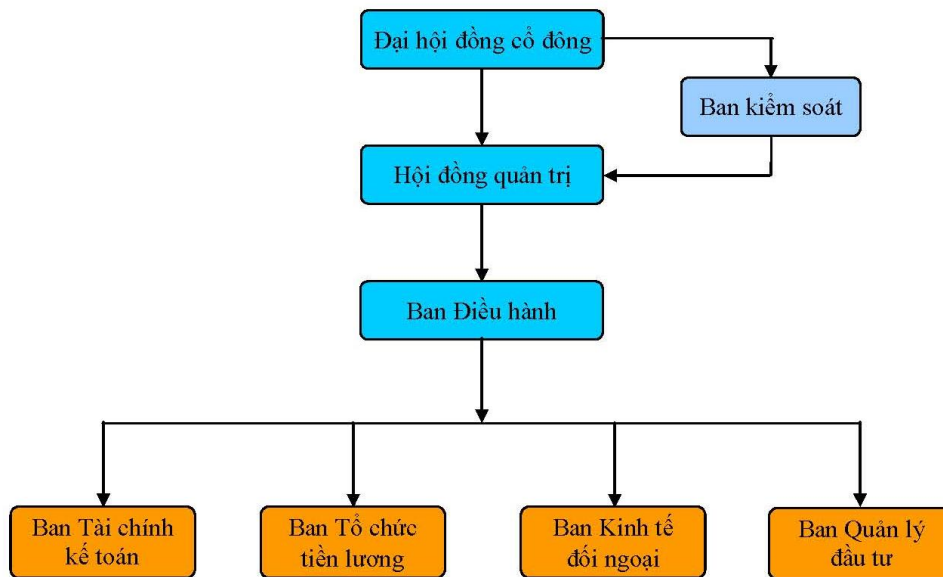 Đại hội đồng cổ đông
Ban kiểm soát
Hội đồng quản trị
Ban Điều hành
Ban Tài chính
kế toán
Ban Tổ chức
tiền lương
Ban Kinh tế
đối ngoại
Ban Quản lý
đầu tư